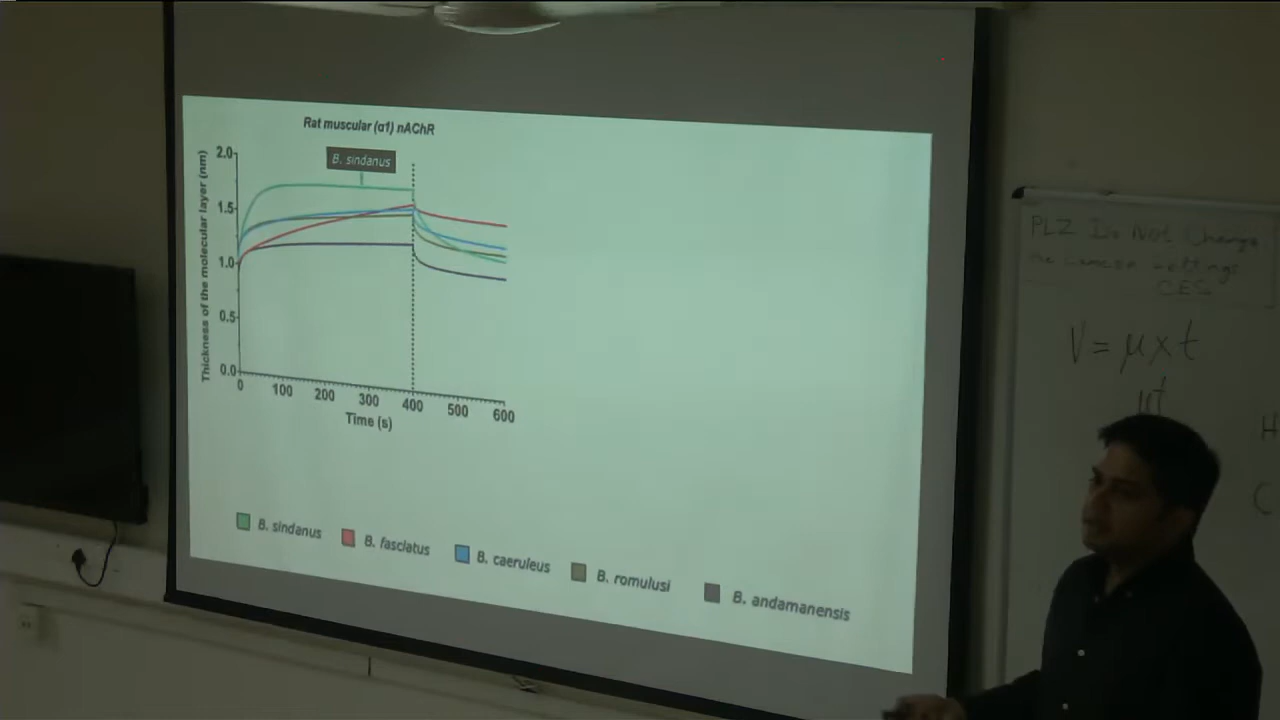 Rat muscular (α1) nAChR
B. sindanus
Thickness of the molecular layer (nm)
2.0
1.5
1.0
0.5
0.0
0 100 200 300 400 500 600
Time (s)
B. sindanus
B. fasciatus
B. caeruleus
B. romulusi
B. andamanensis
PLZ Do Not Change
the camera settings
CES
V = μxt
H
C